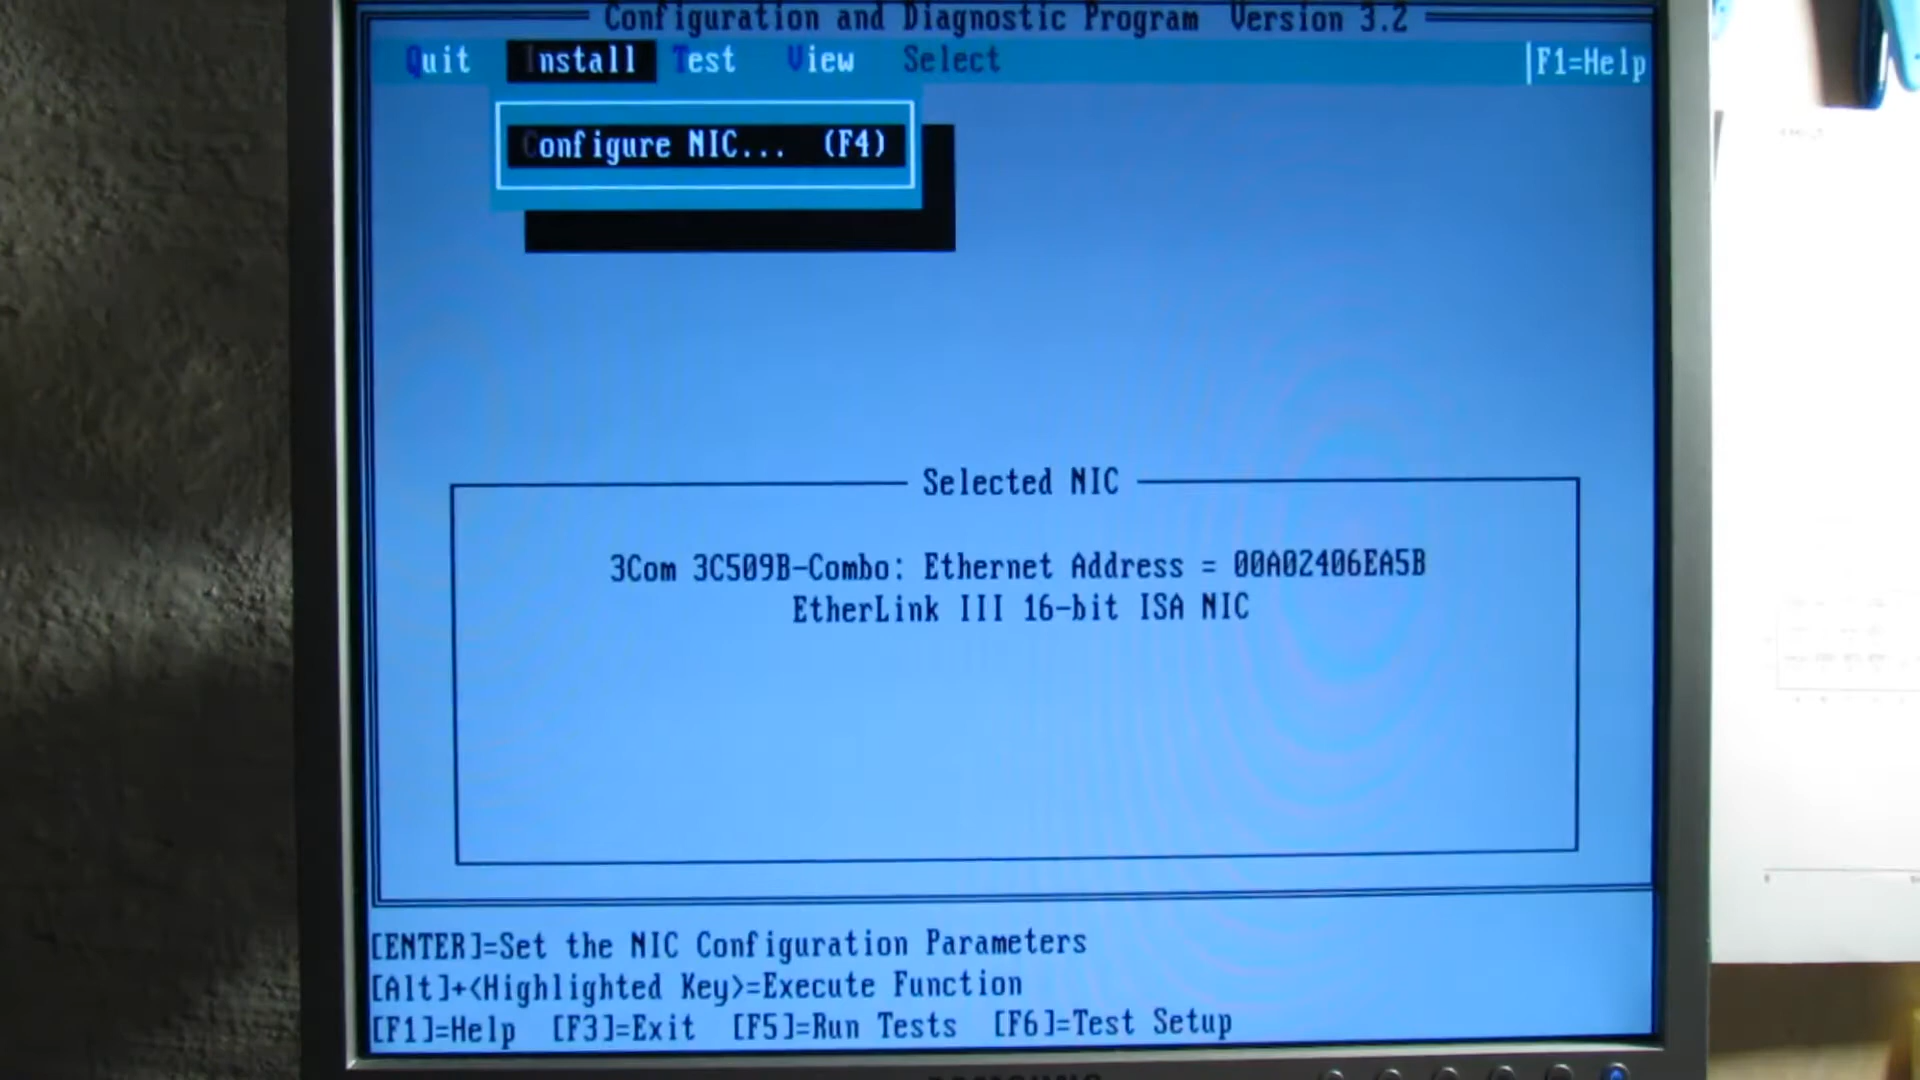 Configuration and Diagnostic Program Version 3.2
Quit Install Test View Select F1=Help
Configure NIC... (F4)
Selected NIC
3Com 3C509B-Combo: Ethernet Address = 00A02406EA5B
EtherLink III 16-bit ISA NIC
[ENTER]=Set the NIC Configuration Parameters
[Alt]+<Highlighted Key>=Execute Function
[F1]=Help [F3]=Exit [F5]=Run Tests [F6]=Test Setup